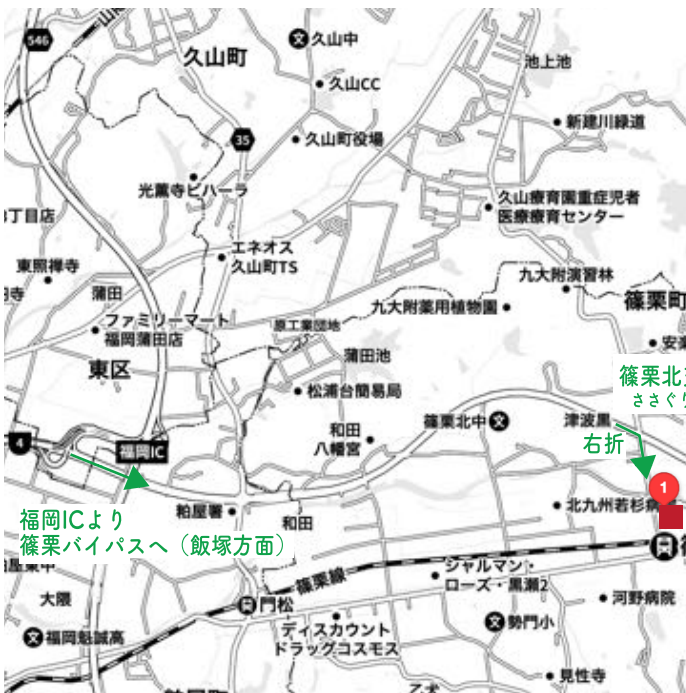 546
久山町
久山中
池上池
久山CC
35
久山町役場
新建川緑道
光薫寺ビハーラ
久山療育園重症児者
医療療育センター
丁目店
エネオス
久山町TS
東照禅寺
蒲田
九大附演習林
篠栗町
九大附薬用植物園
ファミリーマート
福岡蒲田店
原工業団地
蒲田池
東区
松浦台簡易局
篠栗北
ささぐり
篠栗北中
津波黒
和田
八幡宮
右折
4
福岡IC
1
粕屋署
和田
北九州若杉病
福岡ICより
篠栗バイパスへ（飯塚方面）
篠栗線
シャルマン・
ローズ・黒瀬2
大隈
門松
河野病院
福岡魁誠高
ディスカウント
ドラッグコスモス
勢門小
見性寺